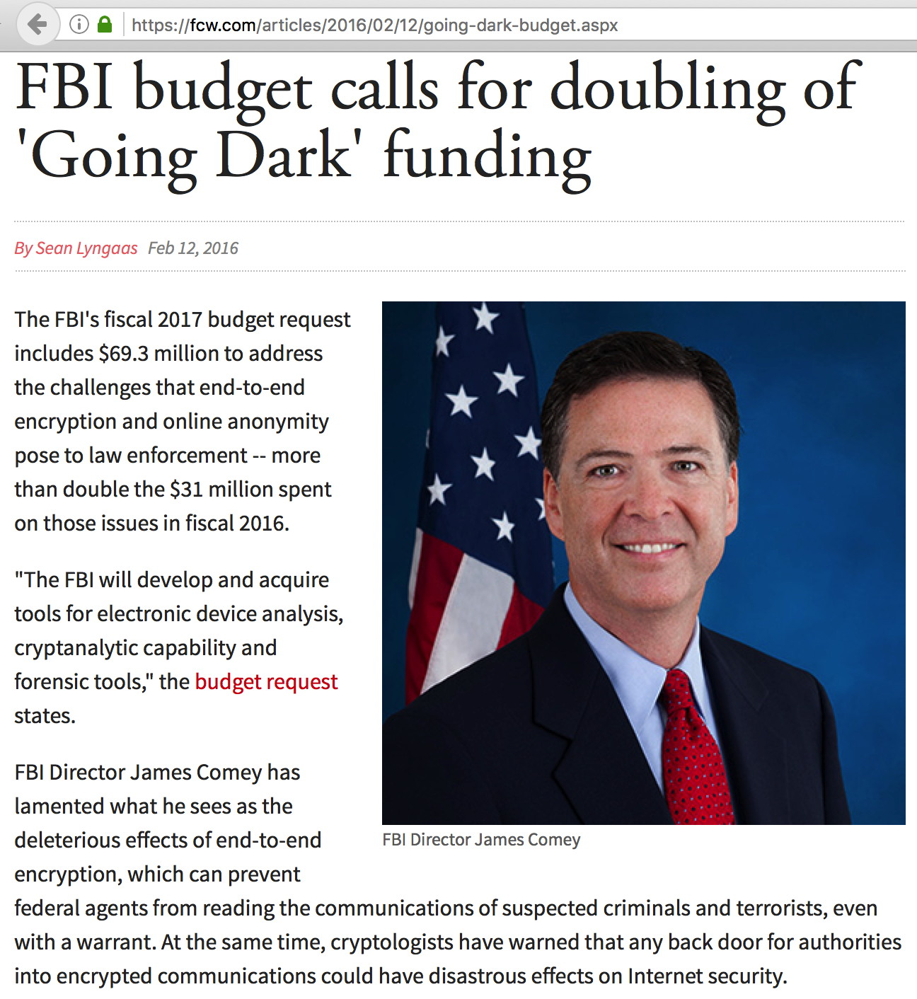 https://fcw.com/articles/2016/02/12/going-dark-budget.aspx
FBI budget calls for doubling of
'Going Dark' funding
By Sean Lyngaas Feb 12, 2016
The FBI's fiscal 2017 budget request
includes $69.3 million to address
the challenges that end-to-end
encryption and online anonymity
pose to law enforcement -- more
than double the $31 million spent
on those issues in fiscal 2016.
"The FBI will develop and acquire
tools for electronic device analysis,
cryptanalytic capability and
forensic tools," the budget request
states.
FBI Director James Comey has
lamented what he sees as the
deleterious effects of end-to-end
encryption, which can prevent
FBI Director James Comey
federal agents from reading the communications of suspected criminals and terrorists, even
with a warrant. At the same time, cryptologists have warned that any back door for authorities
into encrypted communications could have disastrous effects on Internet security.